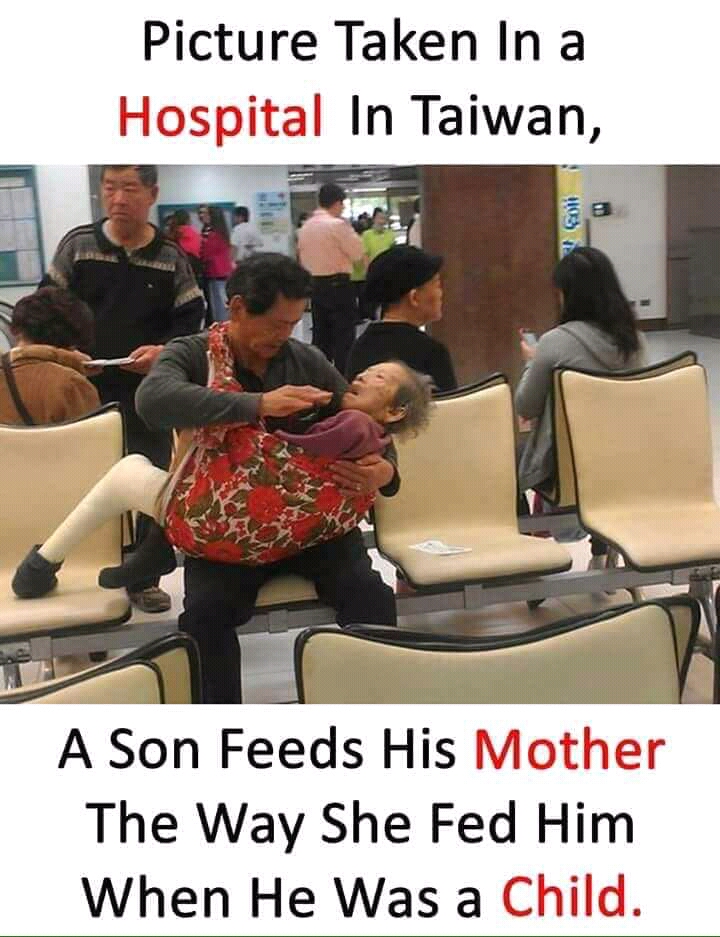 Picture Taken In a
Hospital In Taiwan,
A Son Feeds His Mother
The Way She Fed Him
When He Was a Child.